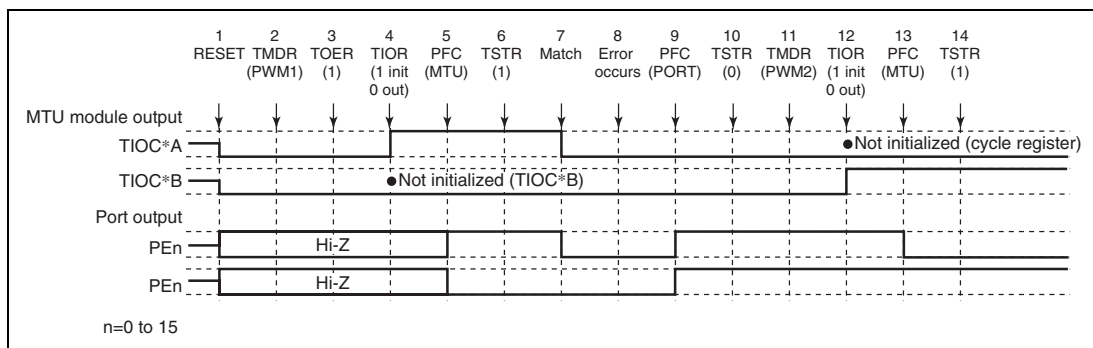 1 2 3 4 5 6 7 8 9 10 11 12 13 14
RESET TMDR TOER TIOR PFC TSTR Match Error PFC TSTR TMDR TIOR PFC TSTR
(PWM1) (1) (1 init (MTU) (1) occurs (PORT) (0) (PWM2) (1 init (MTU) (1)
0 out) 0 out)
MTU module output
TIOC*A
●Not initialized (cycle register)
TIOC*B
●Not initialized (TIOC*B)
Port output
PEn
Hi-Z
PEn
Hi-Z
n=0 to 15